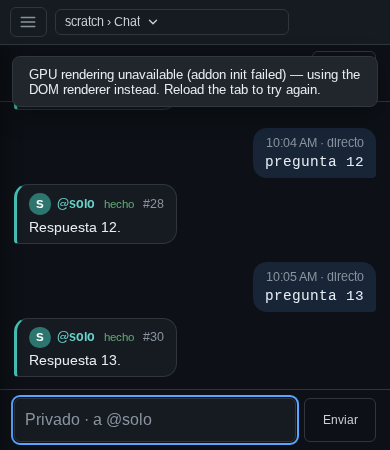 scratch › Chat
GPU rendering unavailable (addon init failed) — using the
DOM renderer instead. Reload the tab to try again.
10:04 AM · directo
pregunta 12
S @solo hecho #28
Respuesta 12.
10:05 AM · directo
pregunta 13
S @solo hecho #30
Respuesta 13.
Privado · a @solo
Enviar